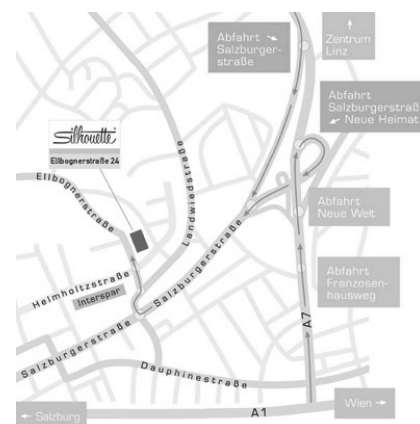 Abfahrt ↘
Salzburger-
straße
↑
Zentrum
Linz
Abfahrt
Salzburgerstraß
↙ Neue Heimat
Silhouette
Ellbognerstraße 24
Ellbognerstraße
Landwiedstraße
Abfahrt
Neue Welt
Salzburgerstraße
Abfahrt
Franzosen-
hausweg
Helmholtzstraße
Interspar
Salzburgerstraße
A7
Dauphinestraße
← Salzburg
A1
Wien →